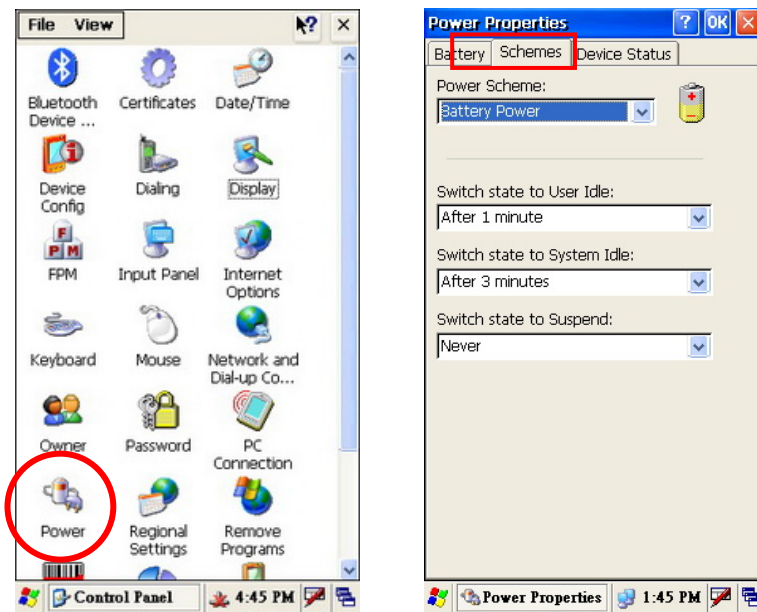 File View
Bluetooth Certificates Date/Time
Device ...
Device Dialing Display
Config
F
P M
FPM Input Panel Internet
Options
Keyboard Mouse Network and
Dial-up Co...
Owner Password PC
Connection
Power Regional Remove
Settings Programs
Control Panel 4:45 PM
Power Properties ? OK ×
Battery Schemes Device Status
Power Scheme:
Battery Power
Switch state to User Idle:
After 1 minute
Switch state to System Idle:
After 3 minutes
Switch state to Suspend:
Never
Power Properties 1:45 PM